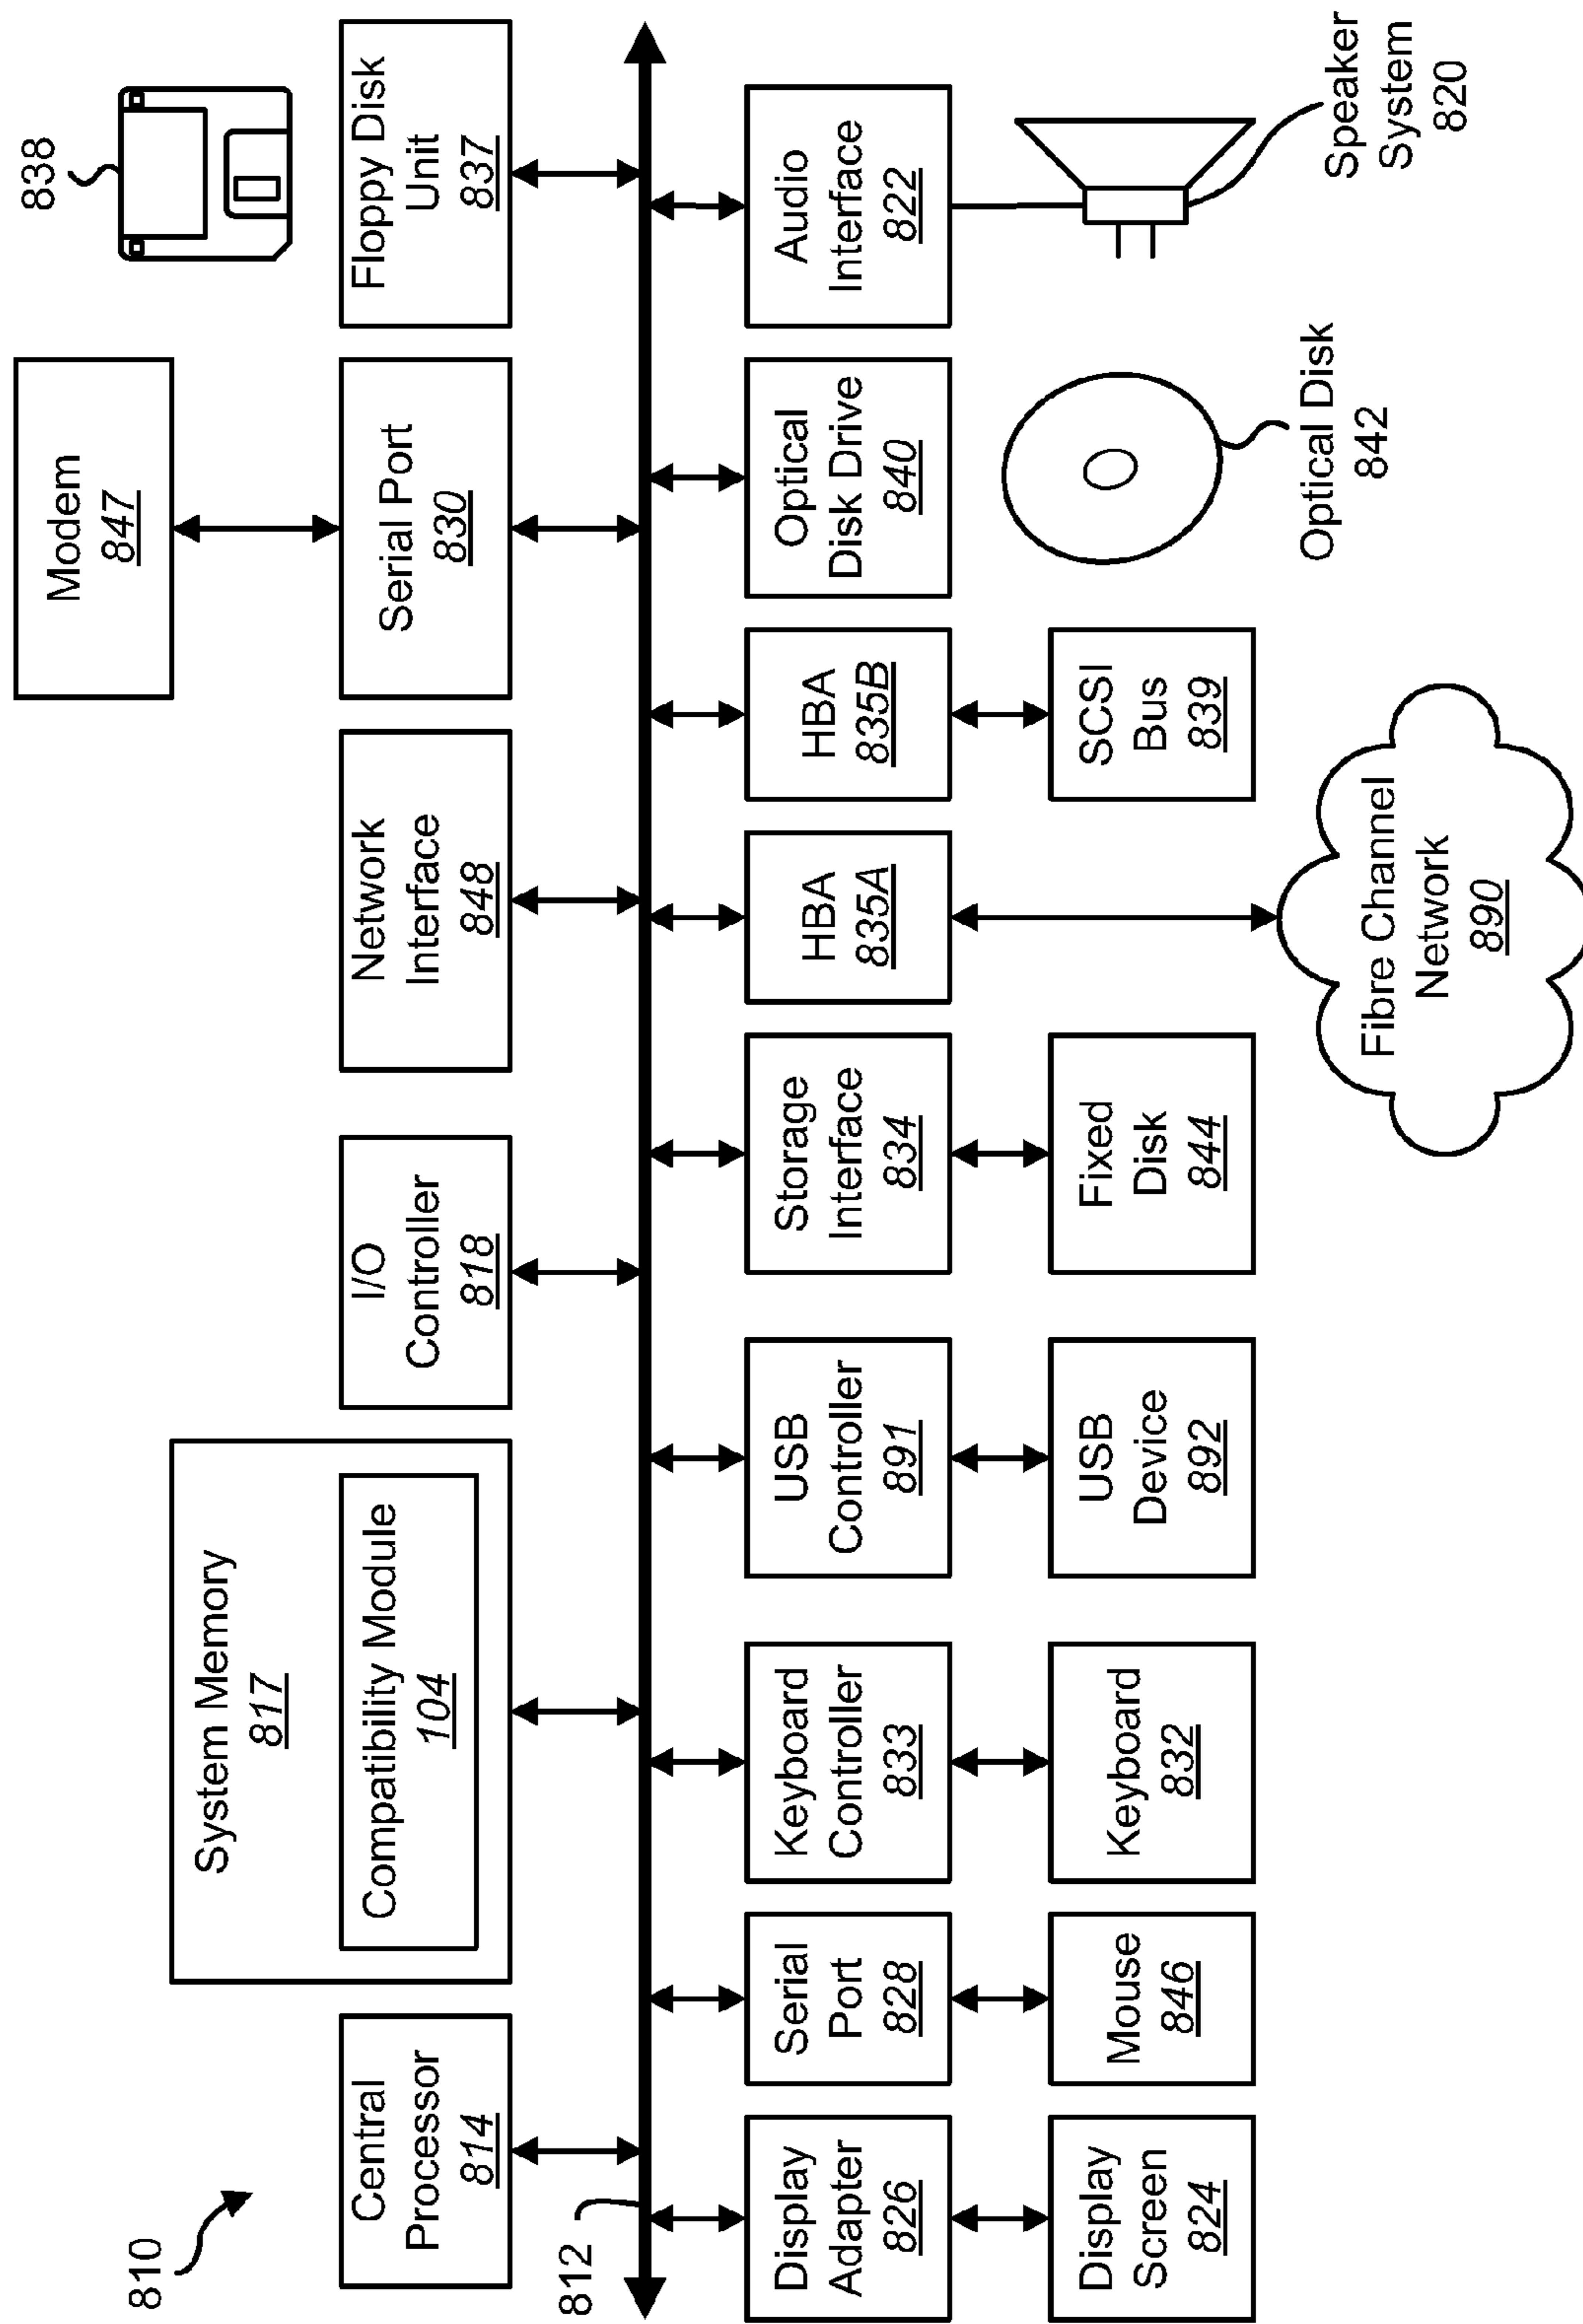 810
Central
Processor
814
System Memory
817
Compatibility Module
104
I/O
Controller
818
Network
Interface
848
Modem
847
Serial Port
830
838
Floppy Disk
Unit
837
812
Display
Adapter
826
Serial
Port
828
Keyboard
Controller
833
USB
Controller
891
Storage
Interface
834
HBA
835A
HBA
835B
Optical
Disk Drive
840
Audio
Interface
822
Display
Screen
824
Mouse
846
Keyboard
832
USB
Device
892
Fixed
Disk
844
Fibre Channel
Network
890
SCSI
Bus
839
Optical Disk
842
Speaker
System
820